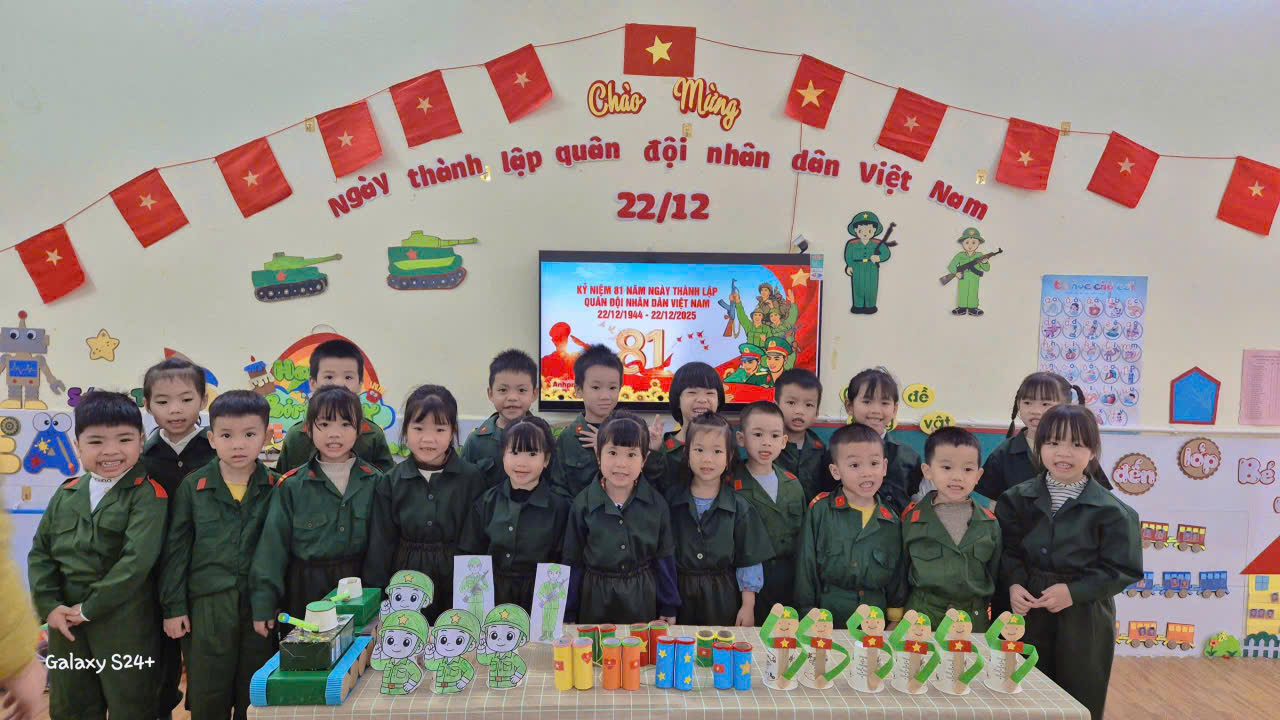 Chào Mừng
Ngày thành lập quân đội nhân dân Việt Nam
22/12
KỶ NIỆM 81 NĂM NGÀY THÀNH LẬP
QUÂN ĐỘI NHÂN DÂN VIỆT NAM
22/12/1944 - 22/12/2025
81
đề
vật
đến
lớp
Bé
Galaxy S24+